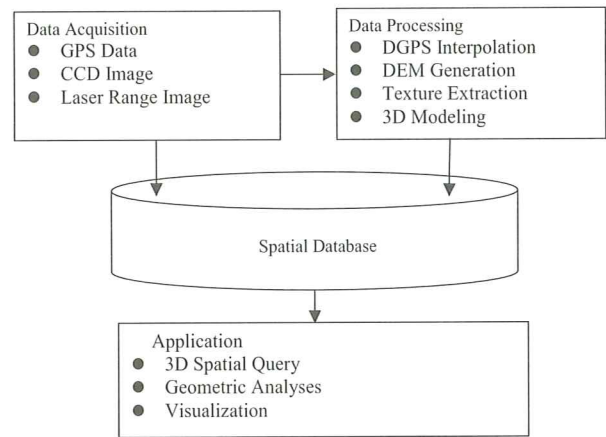 Data Acquisition
● GPS Data
● CCD Image
● Laser Range Image
Data Processing
● DGPS Interpolation
● DEM Generation
● Texture Extraction
● 3D Modeling
Spatial Database
Application
● 3D Spatial Query
● Geometric Analyses
● Visualization